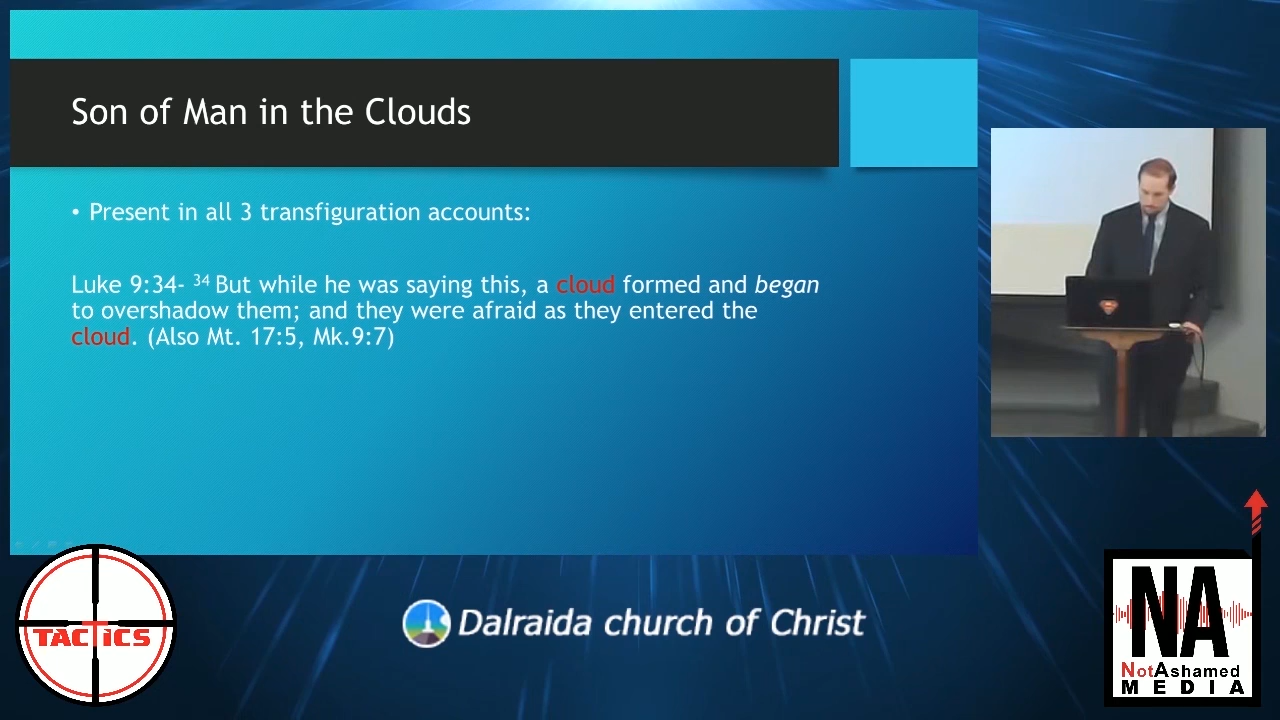 Son of Man in the Clouds
• Present in all 3 transfiguration accounts:
Luke 9:34- ³⁴ But while he was saying this, a cloud formed and began
to overshadow them; and they were afraid as they entered the
cloud. (Also Mt. 17:5, Mk.9:7)
TACTICS
Dalraida church of Christ
NA
NotAshamed
MEDIA